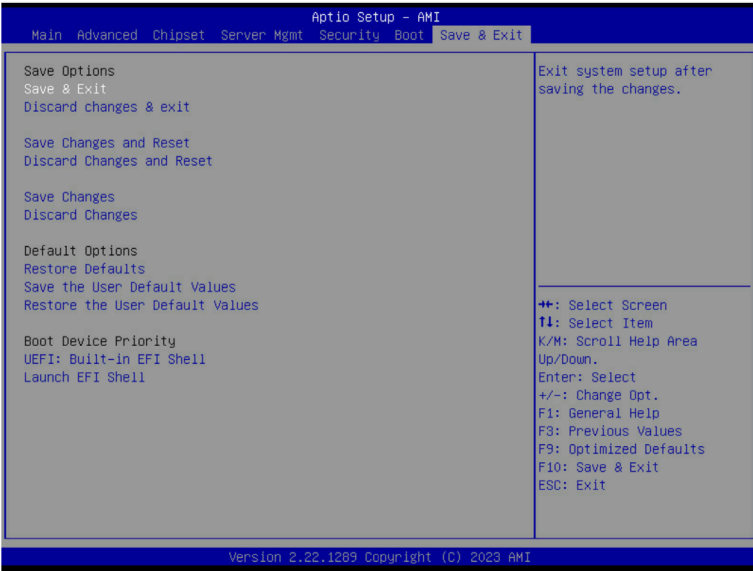 Aptio Setup – AMI
Main Advanced Chipset Server Mgmt Security Boot Save & Exit
Save Options
Save & Exit
Discard changes & exit
Save Changes and Reset
Discard Changes and Reset
Save Changes
Discard Changes
Default Options
Restore Defaults
Save the User Default Values
Restore the User Default Values
Boot Device Priority
UEFI: Built-in EFI Shell
Launch EFI Shell
Exit system setup after
saving the changes.
→←: Select Screen
↑↓: Select Item
K/M: Scroll Help Area
Up/Down.
Enter: Select
+/-: Change Opt.
F1: General Help
F3: Previous Values
F9: Optimized Defaults
F10: Save & Exit
ESC: Exit
Version 2.22.1289 Copyright (C) 2023 AMI